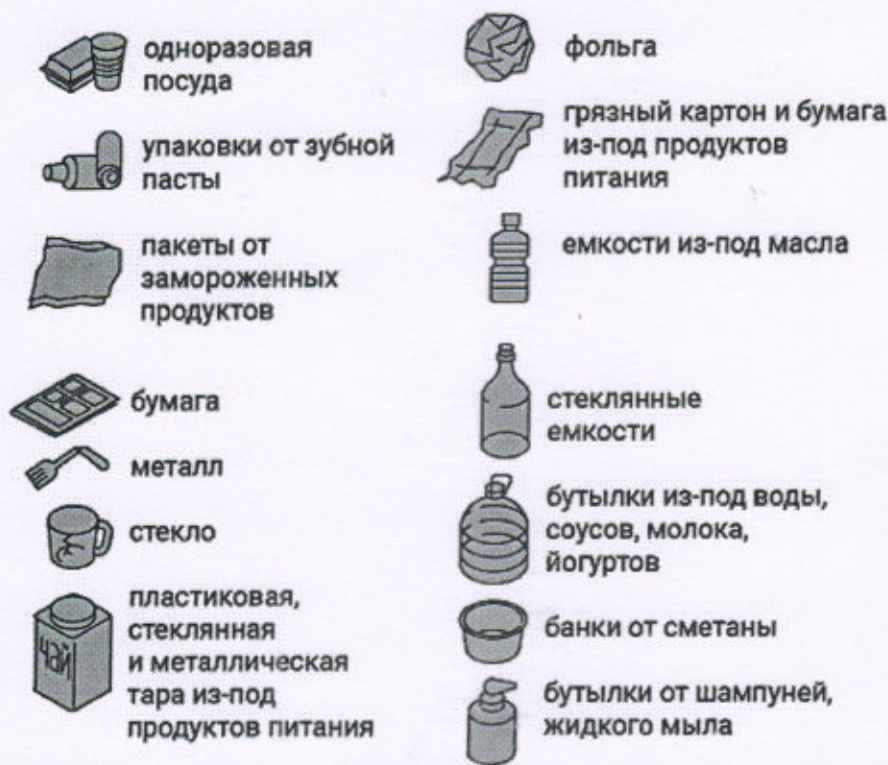 одноразовая
посуда
упаковки от зубной
пасты
пакеты от
замороженных
продуктов
бумага
металл
стекло
чай
пластиковая,
стеклянная
и металлическая
тара из-под
продуктов питания
фольга
грязный картон и бумага
из-под продуктов
питания
емкости из-под масла
стеклянные
емкости
бутылки из-под воды,
соусов, молока,
йогуртов
банки от сметаны
бутылки от шампуней,
жидкого мыла